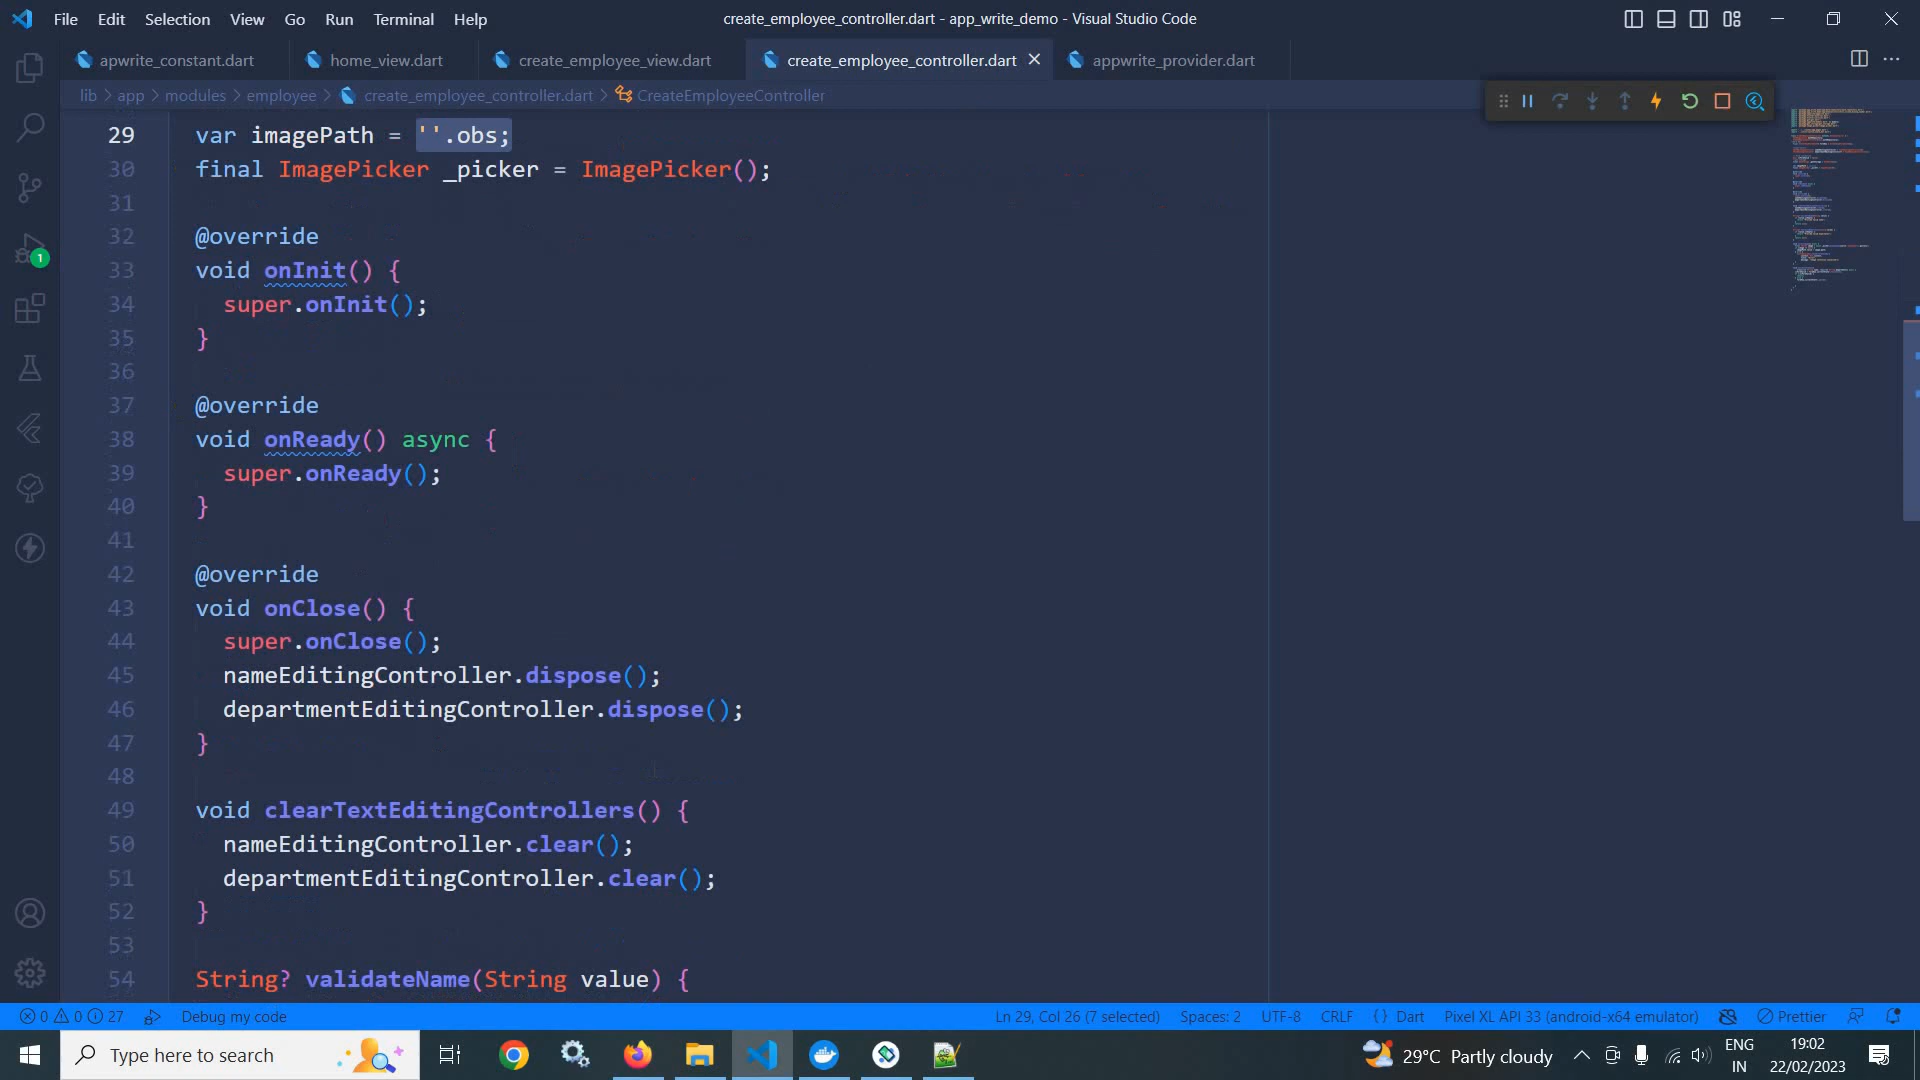 File Edit Selection View Go Run Terminal Help
create_employee_controller.dart - app_write_demo - Visual Studio Code
apwrite_constant.dart
home_view.dart
create_employee_view.dart
create_employee_controller.dart
appwrite_provider.dart
lib > app > modules > employee > create_employee_controller.dart > CreateEmployeeController
29 var imagePath = ''.obs;
30 final ImagePicker _picker = ImagePicker();
31
32 @override
33 void onInit() {
34 super.onInit();
35 }
36
37 @override
38 void onReady() async {
39 super.onReady();
40 }
41
42 @override
43 void onClose() {
44 super.onClose();
45 nameEditingController.dispose();
46 departmentEditingController.dispose();
47 }
48
49 void clearTextEditingControllers() {
50 nameEditingController.clear();
51 departmentEditingController.clear();
52 }
53
54 String? validateName(String value) {
1
0 0 27 Debug my code
Ln 29, Col 26 (7 selected) Spaces: 2 UTF-8 CRLF {} Dart Pixel XL API 33 (android-x64 emulator) Prettier
Type here to search
29°C Partly cloudy
ENG
IN
19:02
22/02/2023